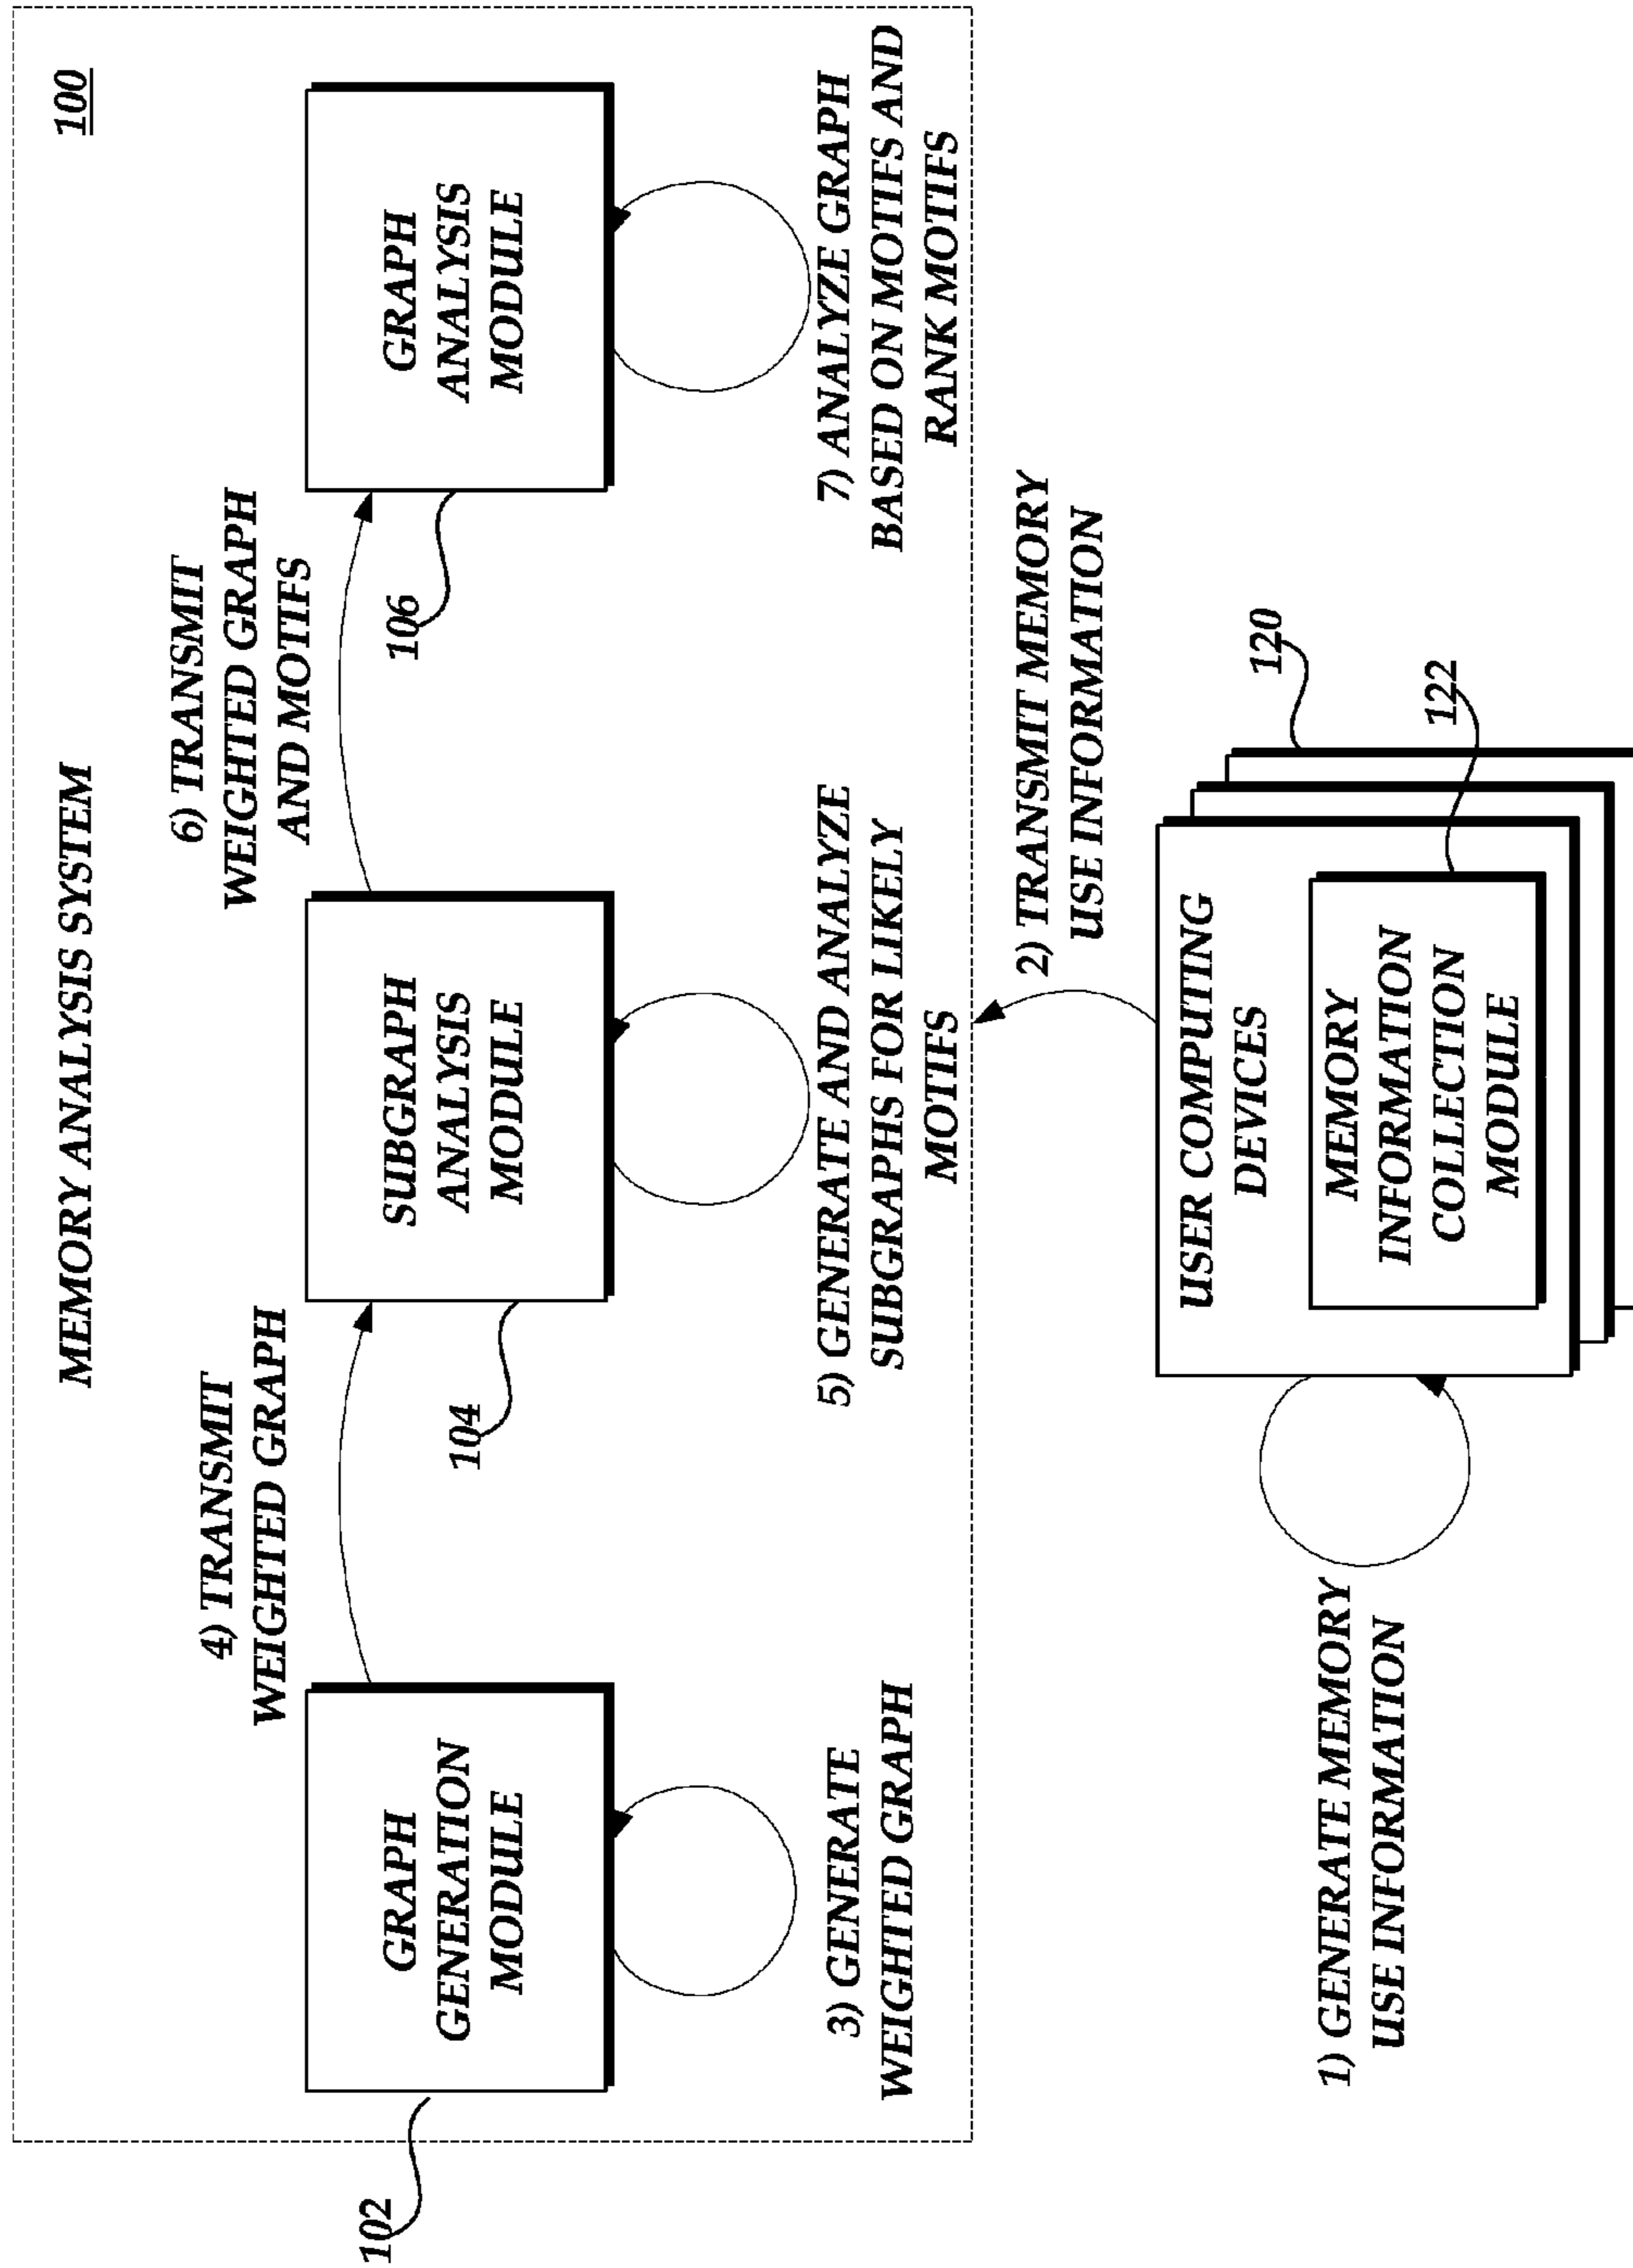 MEMORY ANALYSIS SYSTEM
100
4) TRANSMIT
WEIGHTED GRAPH
6) TRANSMIT
WEIGHTED GRAPH
AND MOTIFS
102
GRAPH
GENERATION
MODULE
104
SUBGRAPH
ANALYSIS
MODULE
106
GRAPH
ANALYSIS
MODULE
3) GENERATE
WEIGHTED GRAPH
5) GENERATE AND ANALYZE
SUBGRAPHS FOR LIKELY
MOTIFS
7) ANALYZE GRAPH
BASED ON MOTIFS AND
RANK MOTIFS
2) TRANSMIT MEMORY
USE INFORMATION
1) GENERATE MEMORY
USE INFORMATION
USER COMPUTING
DEVICES
120
MEMORY
INFORMATION
COLLECTION
MODULE
122